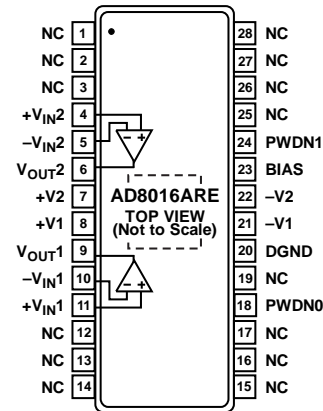 NC 1 28 NC
NC 2 27 NC
NC 3 26 NC
+VIN2 4 25 NC
–VIN2 5 24 PWDN1
VOUT2 6 23 BIAS
+V2 7 22 –V2
+V1 8 21 –V1
VOUT1 9 20 DGND
–VIN1 10 19 NC
+VIN1 11 18 PWDN0
NC 12 17 NC
NC 13 16 NC
NC 14 15 NC
– +
AD8016ARE
TOP VIEW
(Not to Scale)
– +